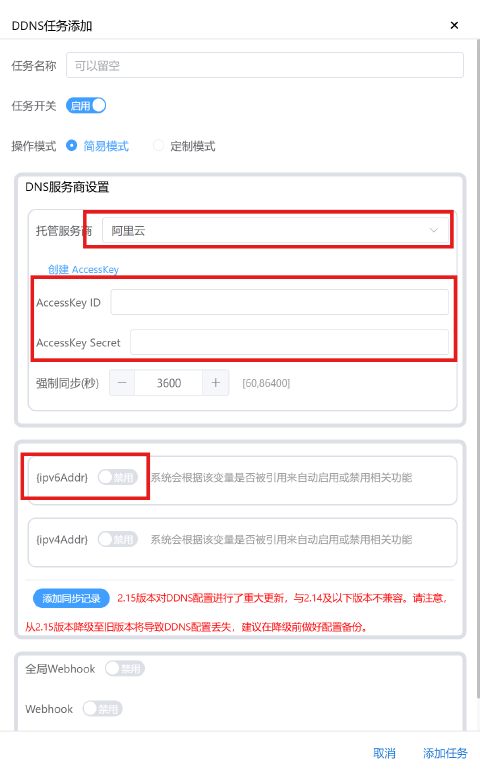 DDNS任务添加
任务名称 可以留空
任务开关 启用
操作模式 简易模式 定制模式
DNS服务商设置
托管服务商 阿里云
创建 AccessKey
AccessKey ID
AccessKey Secret
强制同步(秒) 3600 [60,86400]
{ipv6Addr} 禁用 系统会根据该变量是否被引用来自动启用或禁用相关功能
{ipv4Addr} 禁用 系统会根据该变量是否被引用来自动启用或禁用相关功能
添加同步记录 2.15版本对DDNS配置进行了重大更新，与2.14及以下版本不兼容。请注意，
从2.15版本降级至旧版本将导致DDNS配置丢失，建议在降级前做好配置备份。
全局Webhook 禁用
Webhook 禁用
取消 添加任务